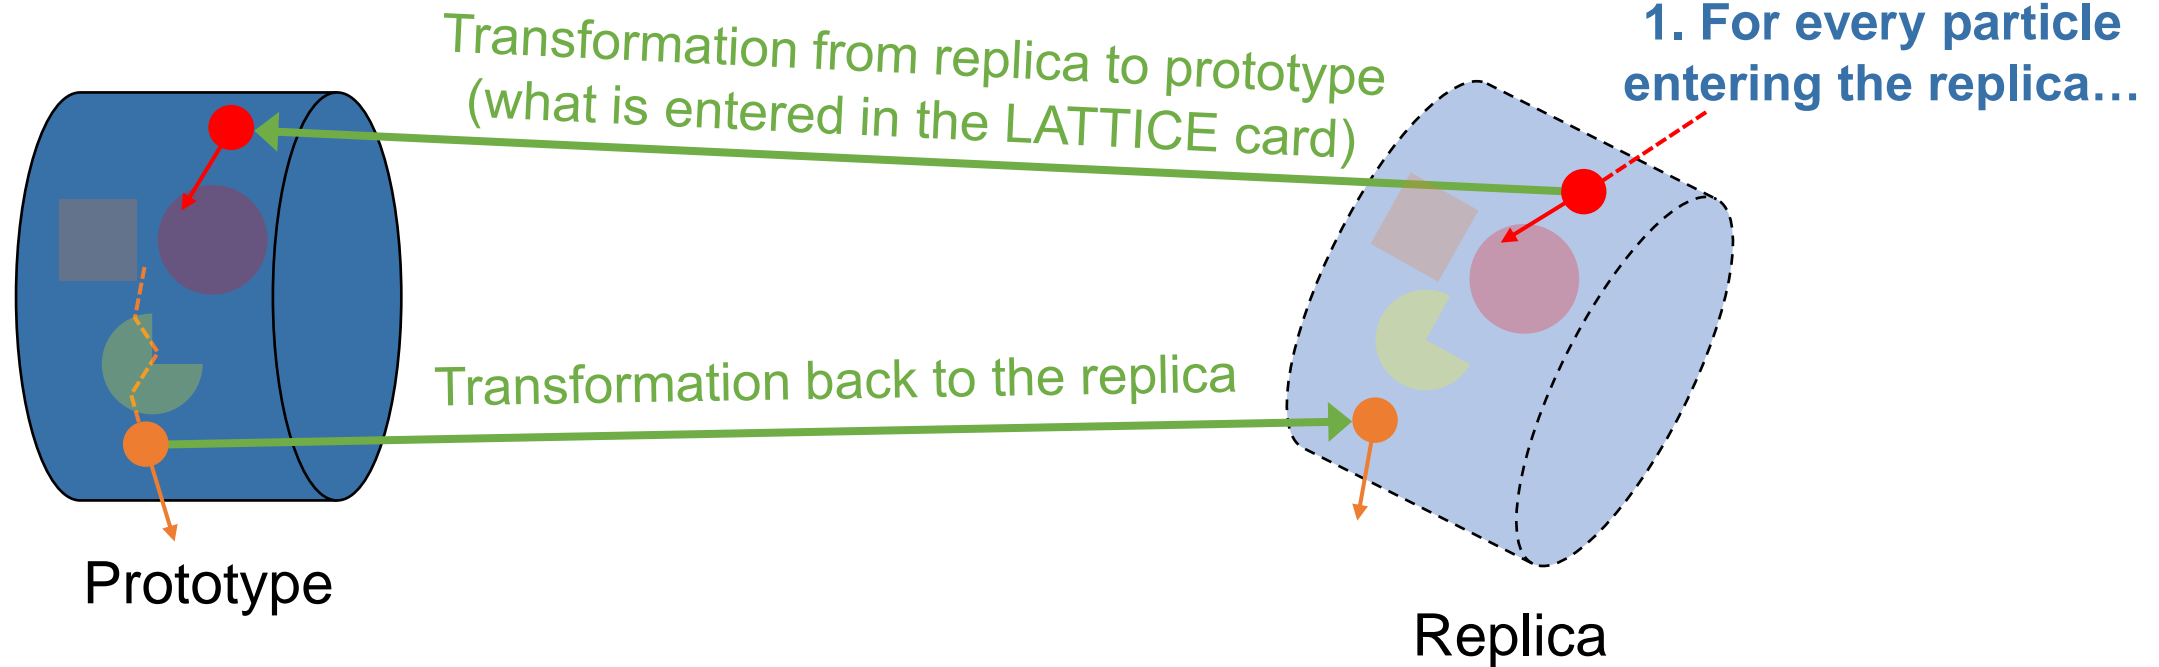 1. For every particle
entering the replica…
Transformation from replica to prototype
(what is entered in the LATTICE card)
Transformation back to the replica
Prototype
Replica